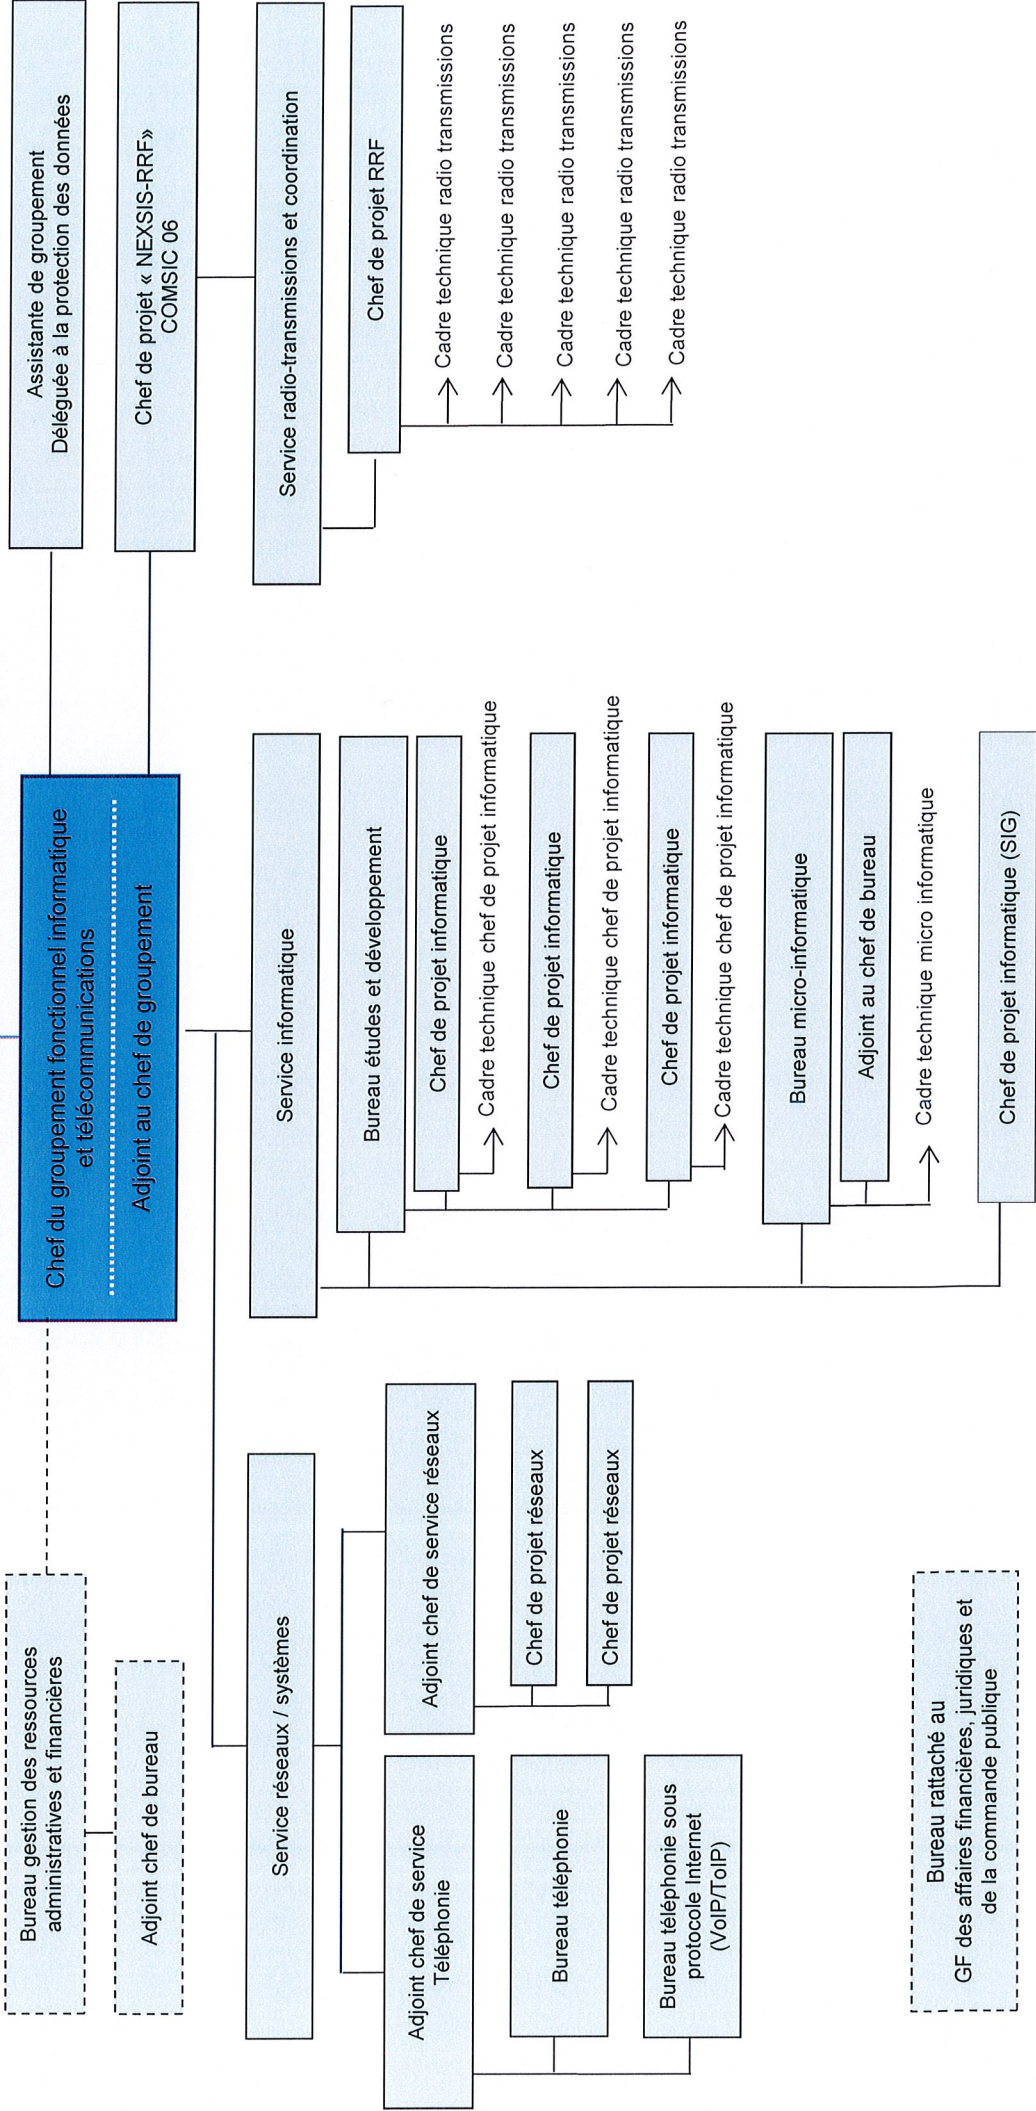 Bureau gestion des ressources
administratives et financières
Adjoint chef de bureau
Chef du groupement fonctionnel informatique
et télécommunications
Adjoint au chef de groupement
Assistante de groupement
Déléguée à la protection des données
Chef de projet « NEXSIS-RRF»
COMSIC 06
Service réseaux / systèmes
Adjoint chef de service
Téléphonie
Bureau téléphonie
Bureau téléphonie sous
protocole Internet
(VoIP/ToIP)
Adjoint chef de service réseaux
Chef de projet réseaux
Chef de projet réseaux
Service informatique
Bureau études et développement
Chef de projet informatique
Cadre technique chef de projet informatique
Chef de projet informatique
Cadre technique chef de projet informatique
Chef de projet informatique
Cadre technique chef de projet informatique
Bureau micro-informatique
Adjoint au chef de bureau
Cadre technique micro informatique
Chef de projet informatique (SIG)
Service radio-transmissions et coordination
Chef de projet RRF
Cadre technique radio transmissions
Cadre technique radio transmissions
Cadre technique radio transmissions
Cadre technique radio transmissions
Cadre technique radio transmissions
Bureau rattaché au
GF des affaires financières, juridiques et
de la commande publique